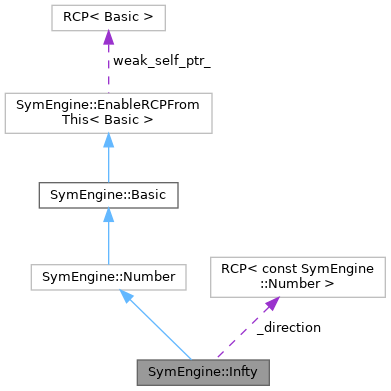 RCP< Basic >
weak_self_ptr_
SymEngine::EnableRCPFrom
This< Basic >
SymEngine::Basic
SymEngine::Number
RCP< const SymEngine
::Number >
_direction
SymEngine::Infty